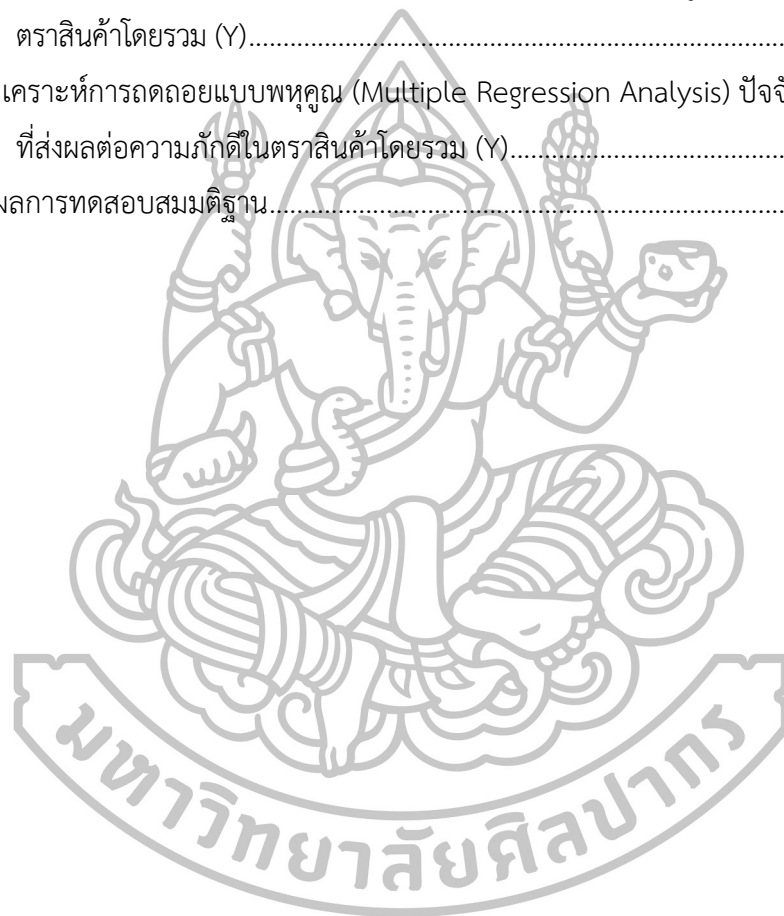 ตราสินค้าโดยรวม (Y)................................................................................
เคราะห์การถดถอยแบบพหุคูณ (Multiple Regression Analysis) ปัจจั
ที่ส่งผลต่อความภักดีในตราสินค้าโดยรวม (Y)........................................
ผลการทดสอบสมมติฐาน............................................................................
มหาวิทยาลัยศิลปากร